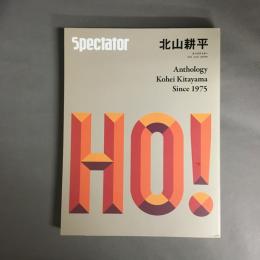 Spectator
北山耕平
Anthology
Kohei Kitayama
Since 1975
HO!